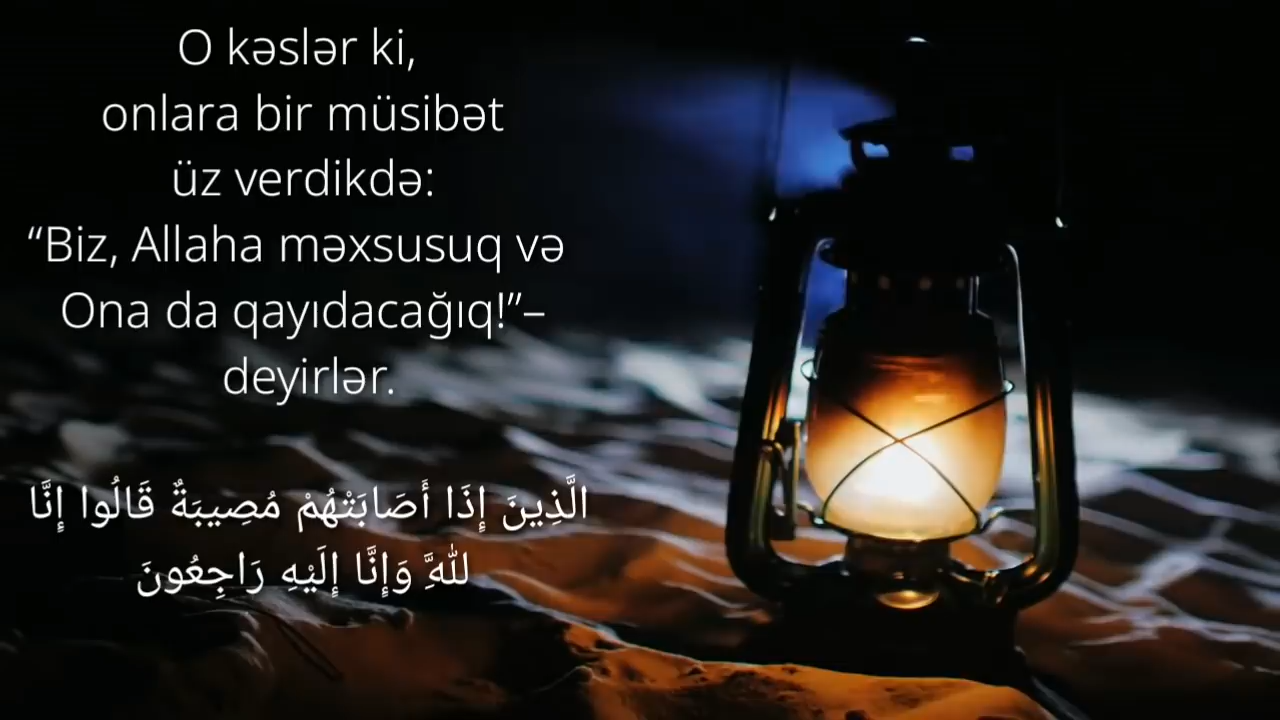 O kəslər ki,
onlara bir müsibət
üz verdikdə:
“Biz, Allaha məxsusuq və
Ona da qayıdacağıq!”–
deyirlər.
الَّذِينَ إِذَا أَصَابَتْهُمْ مُصِيبَةٌ قَالُوا إِنَّا
لِلَّهِ وَإِنَّا إِلَيْهِ رَاجِعُونَ